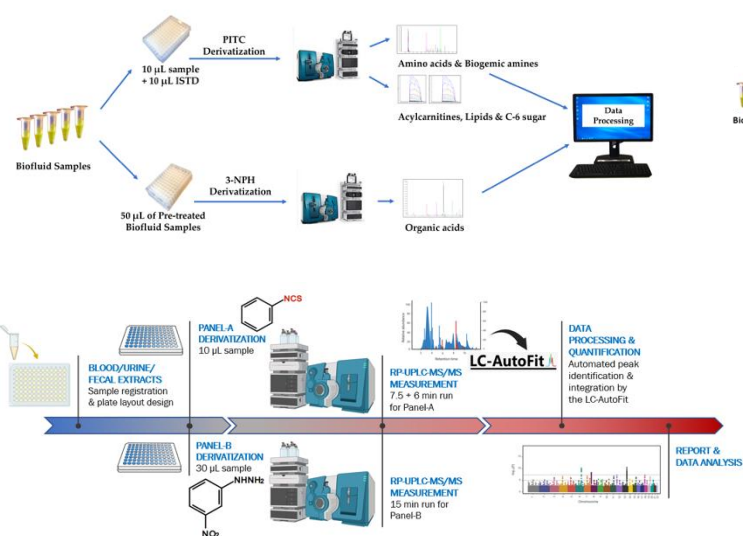 PITC
Derivatization
10 µL sample
+ 10 µL ISTD
Amino acids & Biogemic amines
Acylcarnitines, Lipids & C-6 sugar
Data
Processing
Biofluid Samples
Bio
3-NPH
Derivatization
50 µL of Pre-treated
Biofluid Samples
Organic acids
NCS
PANEL-A
DERIVATIZATION
10 µL sample
BLOOD/URINE/
FECAL EXTRACTS
Sample registration
& plate layout design
RP-UPLC-MS/MS
MEASUREMENT
7.5 + 6 min run
for Panel-A
LC-AutoFit
DATA
PROCESSING &
QUANTIFICATION
Automated peak
identification &
integration by
the LC-AutoFit
PANEL-B
DERIVATIZATION
30 µL sample
NHNH₂
NO₂
RP-UPLC-MS/MS
MEASUREMENT
15 min run for
Panel-B
REPORT &
DATA ANALYSIS